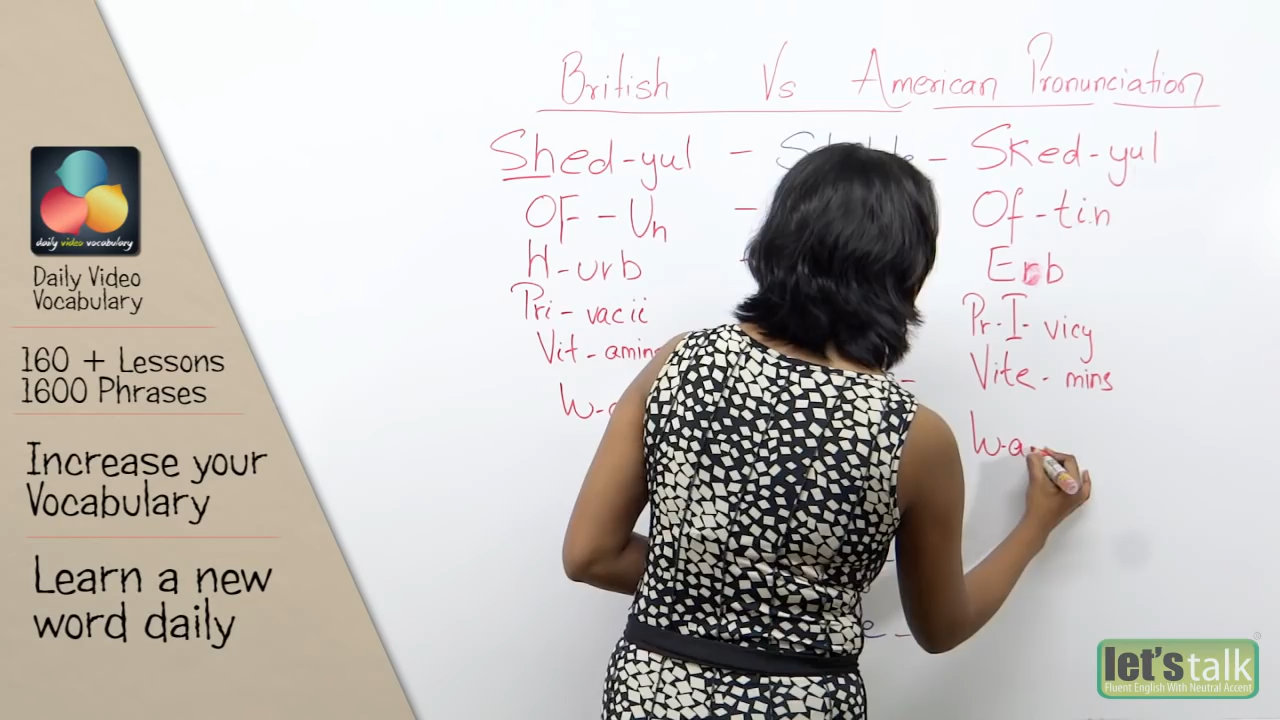 British Vs American Pronunciation
Shed-yul - - Sked-yul
OF - Un - Of-tin
H-urb Erb
Pri-vacii Pr-I-vicy
Vit-amins - Vite-mins
W-a W-a
e -
daily video vocabulary
Daily Video
Vocabulary
160 + Lessons
1600 Phrases
Increase your
Vocabulary
Learn a new
word daily
let's talk
Fluent English With Neutral Accent